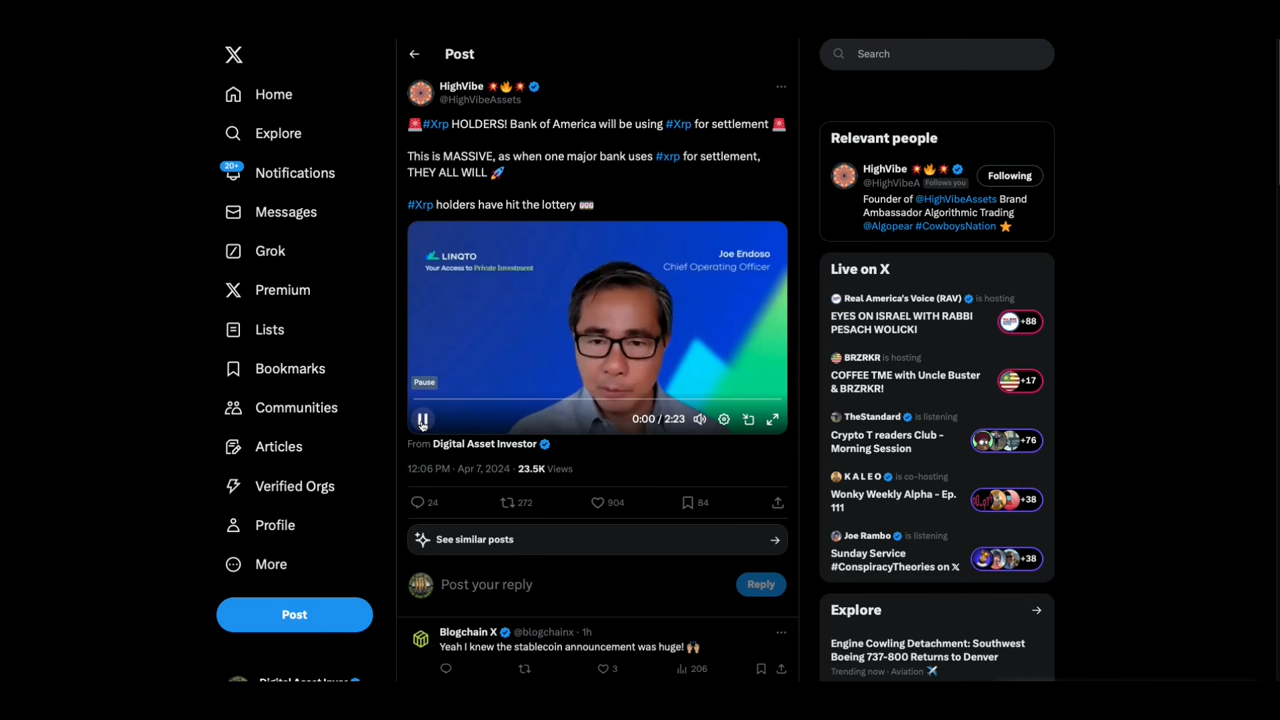 Home
Explore
20+
Notifications
Messages
Grok
Premium
Lists
Bookmarks
Communities
Articles
Verified Orgs
Profile
More
Post
Post
HighVibe 💥🔥💥
@HighVibeAssets
🚨#Xrp HOLDERS! Bank of America will be using #Xrp for settlement 🚨
This is MASSIVE, as when one major bank uses #xrp for settlement,
THEY ALL WILL 🚀
#Xrp holders have hit the lottery 🎰
LINQTO
Your Access to Private Investment
Joe Endoso
Chief Operating Officer
Pause
0:00 / 2:23
From Digital Asset Investor
12:06 PM · Apr 7, 2024 · 23.5K Views
24
272
904
84
See similar posts
Post your reply
Reply
Blogchain X @blogchainx · 1h
Yeah I knew the stablecoin announcement was huge! 🙌
3
206
Search
Relevant people
HighVibe 💥🔥💥
@HighVibeA Follows you
Following
Founder of @HighVibeAssets Brand
Ambassador Algorithmic Trading
@Algopear #CowboysNation ⭐
Live on X
Real America's Voice (RAV) is hosting
EYES ON ISRAEL WITH RABBI
PESACH WOLICKI
+88
BRZRKR is hosting
COFFEE TME with Uncle Buster
& BRZRKR!
+17
TheStandard is listening
Crypto T readers Club –
Morning Session
+76
K A L E O is co-hosting
Wonky Weekly Alpha - Ep.
111
+38
Joe Rambo is listening
Sunday Service
#ConspiracyTheories on X
+38
Explore
Engine Cowling Detachment: Southwest
Boeing 737-800 Returns to Denver
Trending now · Aviation ✈️